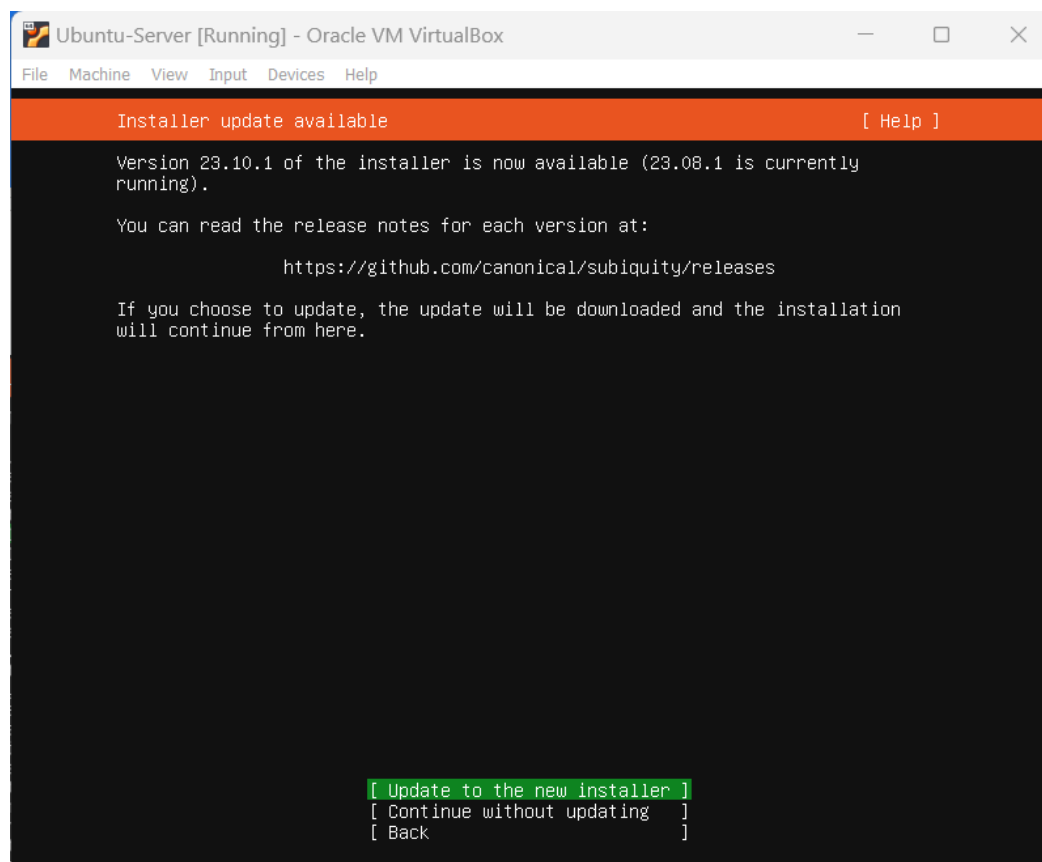 Ubuntu-Server [Running] - Oracle VM VirtualBox
File Machine View Input Devices Help
Installer update available [ Help ]
Version 23.10.1 of the installer is now available (23.08.1 is currently
running).
You can read the release notes for each version at:
https://github.com/canonical/subiquity/releases
If you choose to update, the update will be downloaded and the installation
will continue from here.
[ Update to the new installer ]
[ Continue without updating ]
[ Back ]